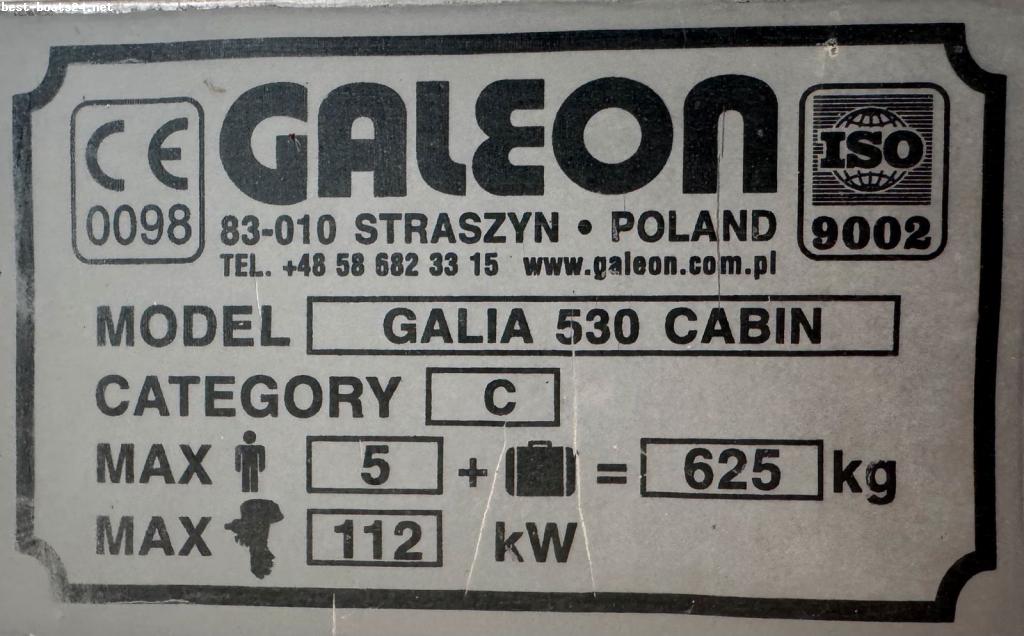 best-boats24.net
CE
0098
GALEON
83-010 STRASZYN • POLAND
TEL. +48 58 682 33 15 www.galeon.com.pl
ISO
9002
MODEL GALIA 530 CABIN
CATEGORY C
MAX 5 + = 625 kg
MAX 112 kW